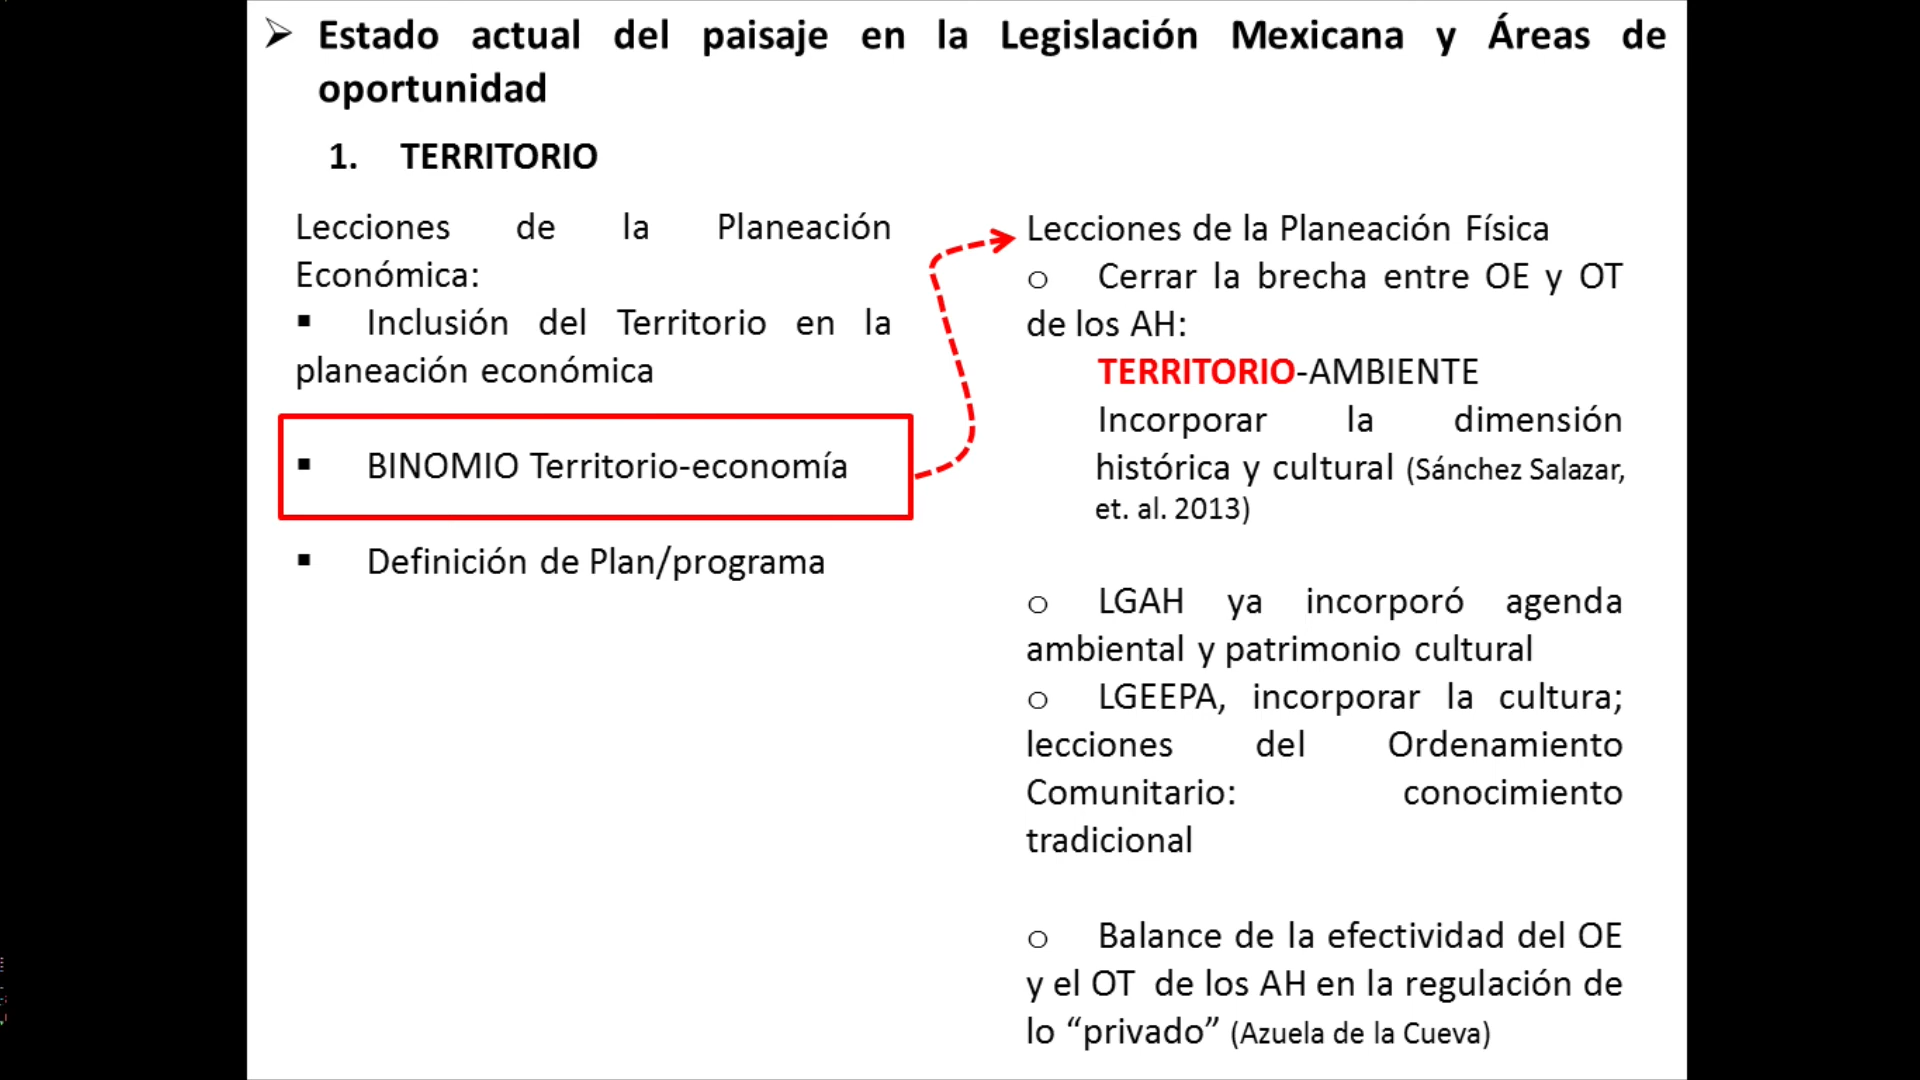 ➢ Estado actual del paisaje en la Legislación Mexicana y Áreas de
oportunidad
1. TERRITORIO
Lecciones de la Planeación
Económica:
▪ Inclusión del Territorio en la
planeación económica
▪ BINOMIO Territorio-economía
▪ Definición de Plan/programa
Lecciones de la Planeación Física
o Cerrar la brecha entre OE y OT
de los AH:
TERRITORIO-AMBIENTE
Incorporar la dimensión
histórica y cultural (Sánchez Salazar,
et. al. 2013)
o LGAH ya incorporó agenda
ambiental y patrimonio cultural
o LGEEPA, incorporar la cultura;
lecciones del Ordenamiento
Comunitario: conocimiento
tradicional
o Balance de la efectividad del OE
y el OT de los AH en la regulación de
lo “privado” (Azuela de la Cueva)